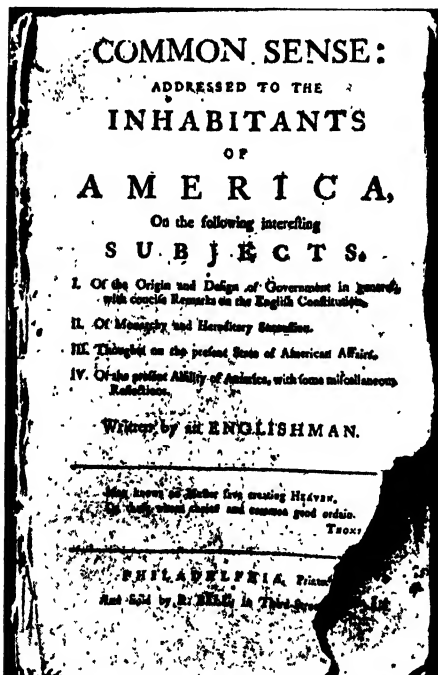 COMMON SENSE:
ADDRESSED TO THE
INHABITANTS
OF
AMERICA,
On the following interesting
SUBJECTS.
I. Of the Origin and Design of Government in general,
with concise Remarks on the English Constitution.
II. Of Monarchy and Hereditary Succession.
III. Thoughts on the present State of American Affairs.
IV. Of the present Ability of America, with some miscellaneous
Reflections.
Written by an ENGLISHMAN.
Man knows no Master save creating HEAVEN,
Or those whom choice and common good ordain.
THOM
PHILADELPHIA, Printed
And Sold by R. BELL, in Third-Street